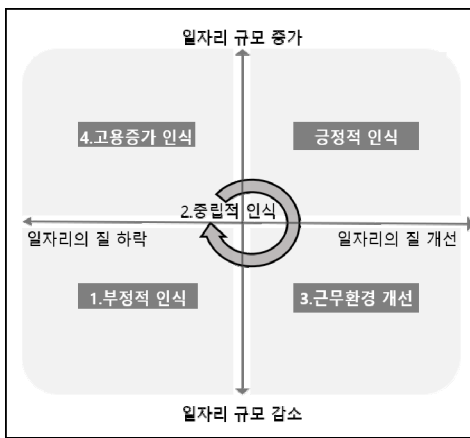 일자리 규모 증가
4.고용증가 인식
긍정적 인식
2.중립적 인식
일자리의 질 하락
일자리의 질 개선
1.부정적 인식
3.근무환경 개선
일자리 규모 감소